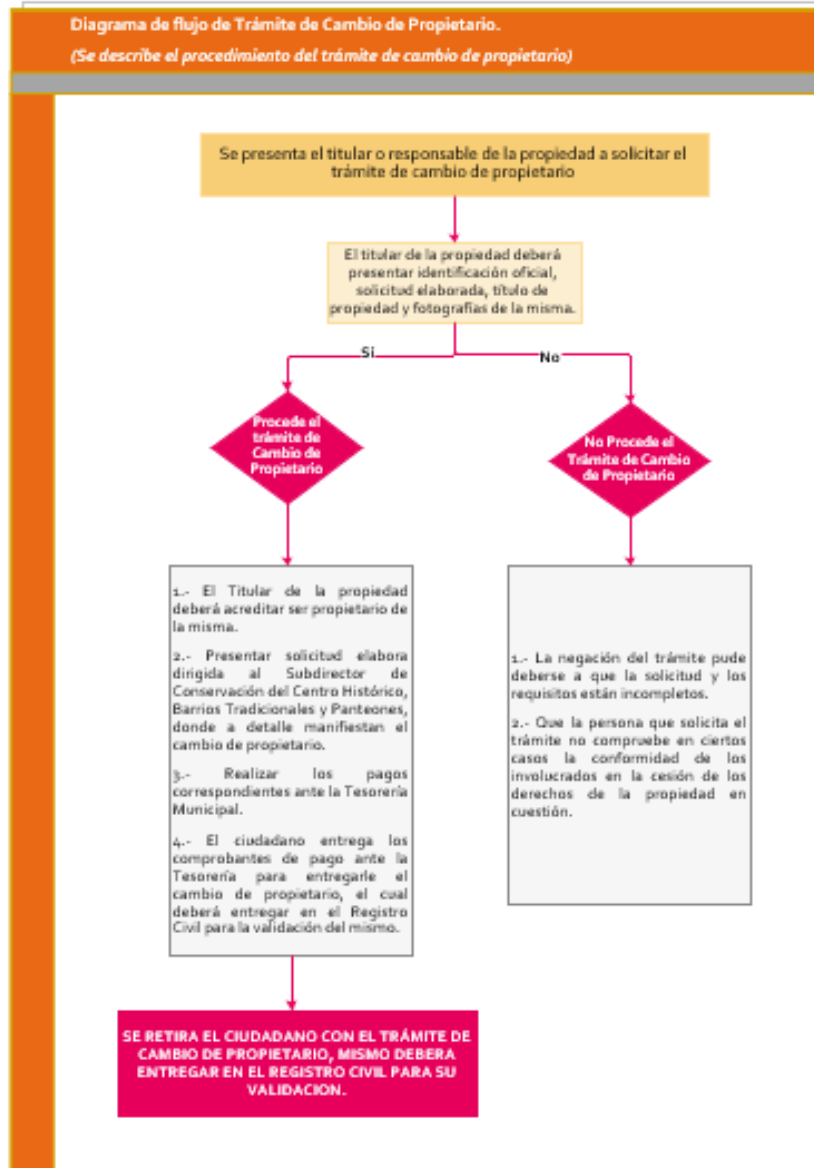 Diagrama de flujo de Trámite de Cambio de Propietario.
(Se describe el procedimiento del trámite de cambio de propietario)
Se presenta el titular o responsable de la propiedad a solicitar el
trámite de cambio de propietario
El titular de la propiedad deberá
presentar identificación oficial,
solicitud elaborada, título de
propiedad y fotografías de la misma.
Si
No
Procede el
trámite de
Cambio de
Propietario
No Procede el
Trámite de Cambio
de Propietario
1.- El Titular de la propiedad
deberá acreditar ser propietario de
la misma.
2.- Presentar solicitud elabora
dirigida al Subdirector de
Conservación del Centro Histórico,
Barrios Tradicionales y Panteones,
donde a detalle manifiestan el
cambio de propietario.
3.- Realizar los pagos
correspondientes ante la Tesorería
Municipal.
4.- El ciudadano entrega los
comprobantes de pago ante la
Tesorería para entregarle el
cambio de propietario, el cual
deberá entregar en el Registro
Civil para la validación del mismo.
1.- La negación del trámite pude
deberse a que la solicitud y los
requisitos están incompletos.
2.- Que la persona que solicita el
trámite no compruebe en ciertos
casos la conformidad de los
involucrados en la cesión de los
derechos de la propiedad en
cuestión.
SE RETIRA EL CIUDADANO CON EL TRÁMITE DE
CAMBIO DE PROPIETARIO, MISMO DEBERA
ENTREGAR EN EL REGISTRO CIVIL PARA SU
VALIDACION.